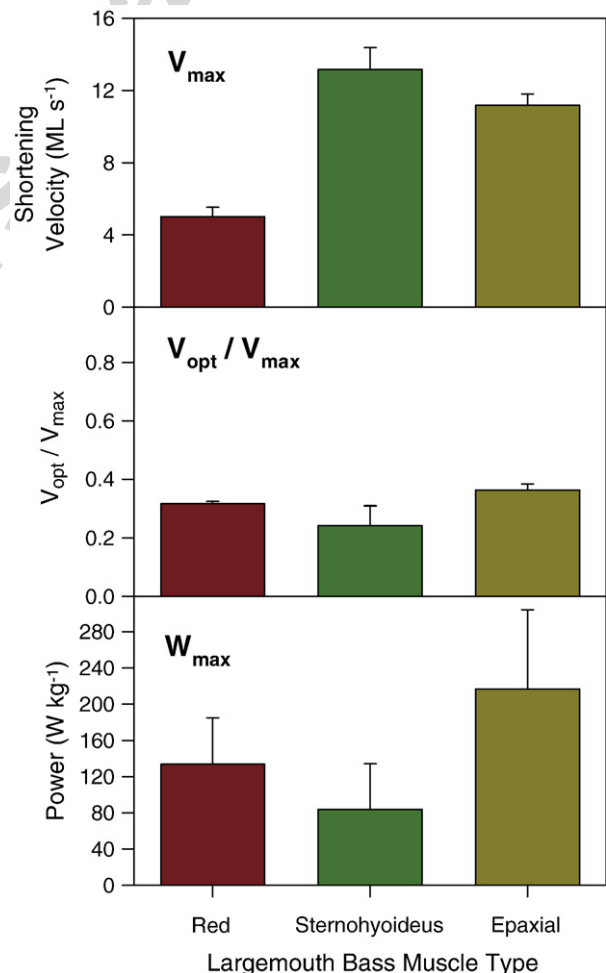 16
V_max
12
8
4
0
Shortening
Velocity (ML s⁻¹)
V_opt / V_max
0.8
0.6
0.4
0.2
0.0
V_opt / V_max
W_max
280
240
200
160
120
80
40
0
Power (W kg⁻¹)
Red Sternohyoideus Epaxial
Largemouth Bass Muscle Type